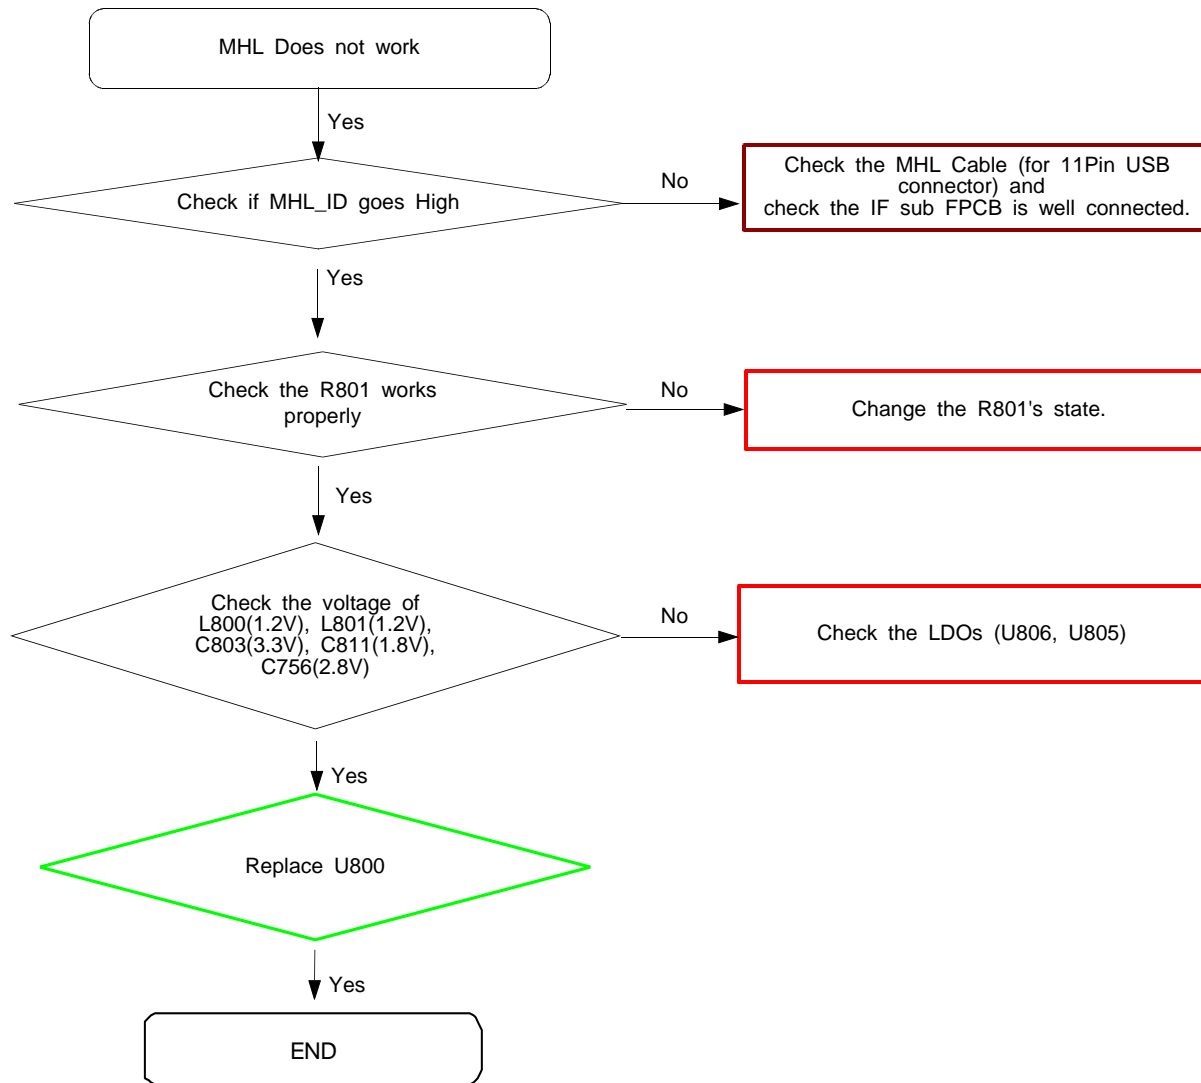 MHL Does not work
Yes
Check if MHL_ID goes High
No
Check the MHL Cable (for 11Pin USB
connector) and
check the IF sub FPCB is well connected.
Yes
Check the R801 works
properly
No
Change the R801's state.
Yes
Check the voltage of
L800(1.2V), L801(1.2V),
C803(3.3V), C811(1.8V),
C756(2.8V)
No
Check the LDOs (U806, U805)
Yes
Replace U800
Yes
END